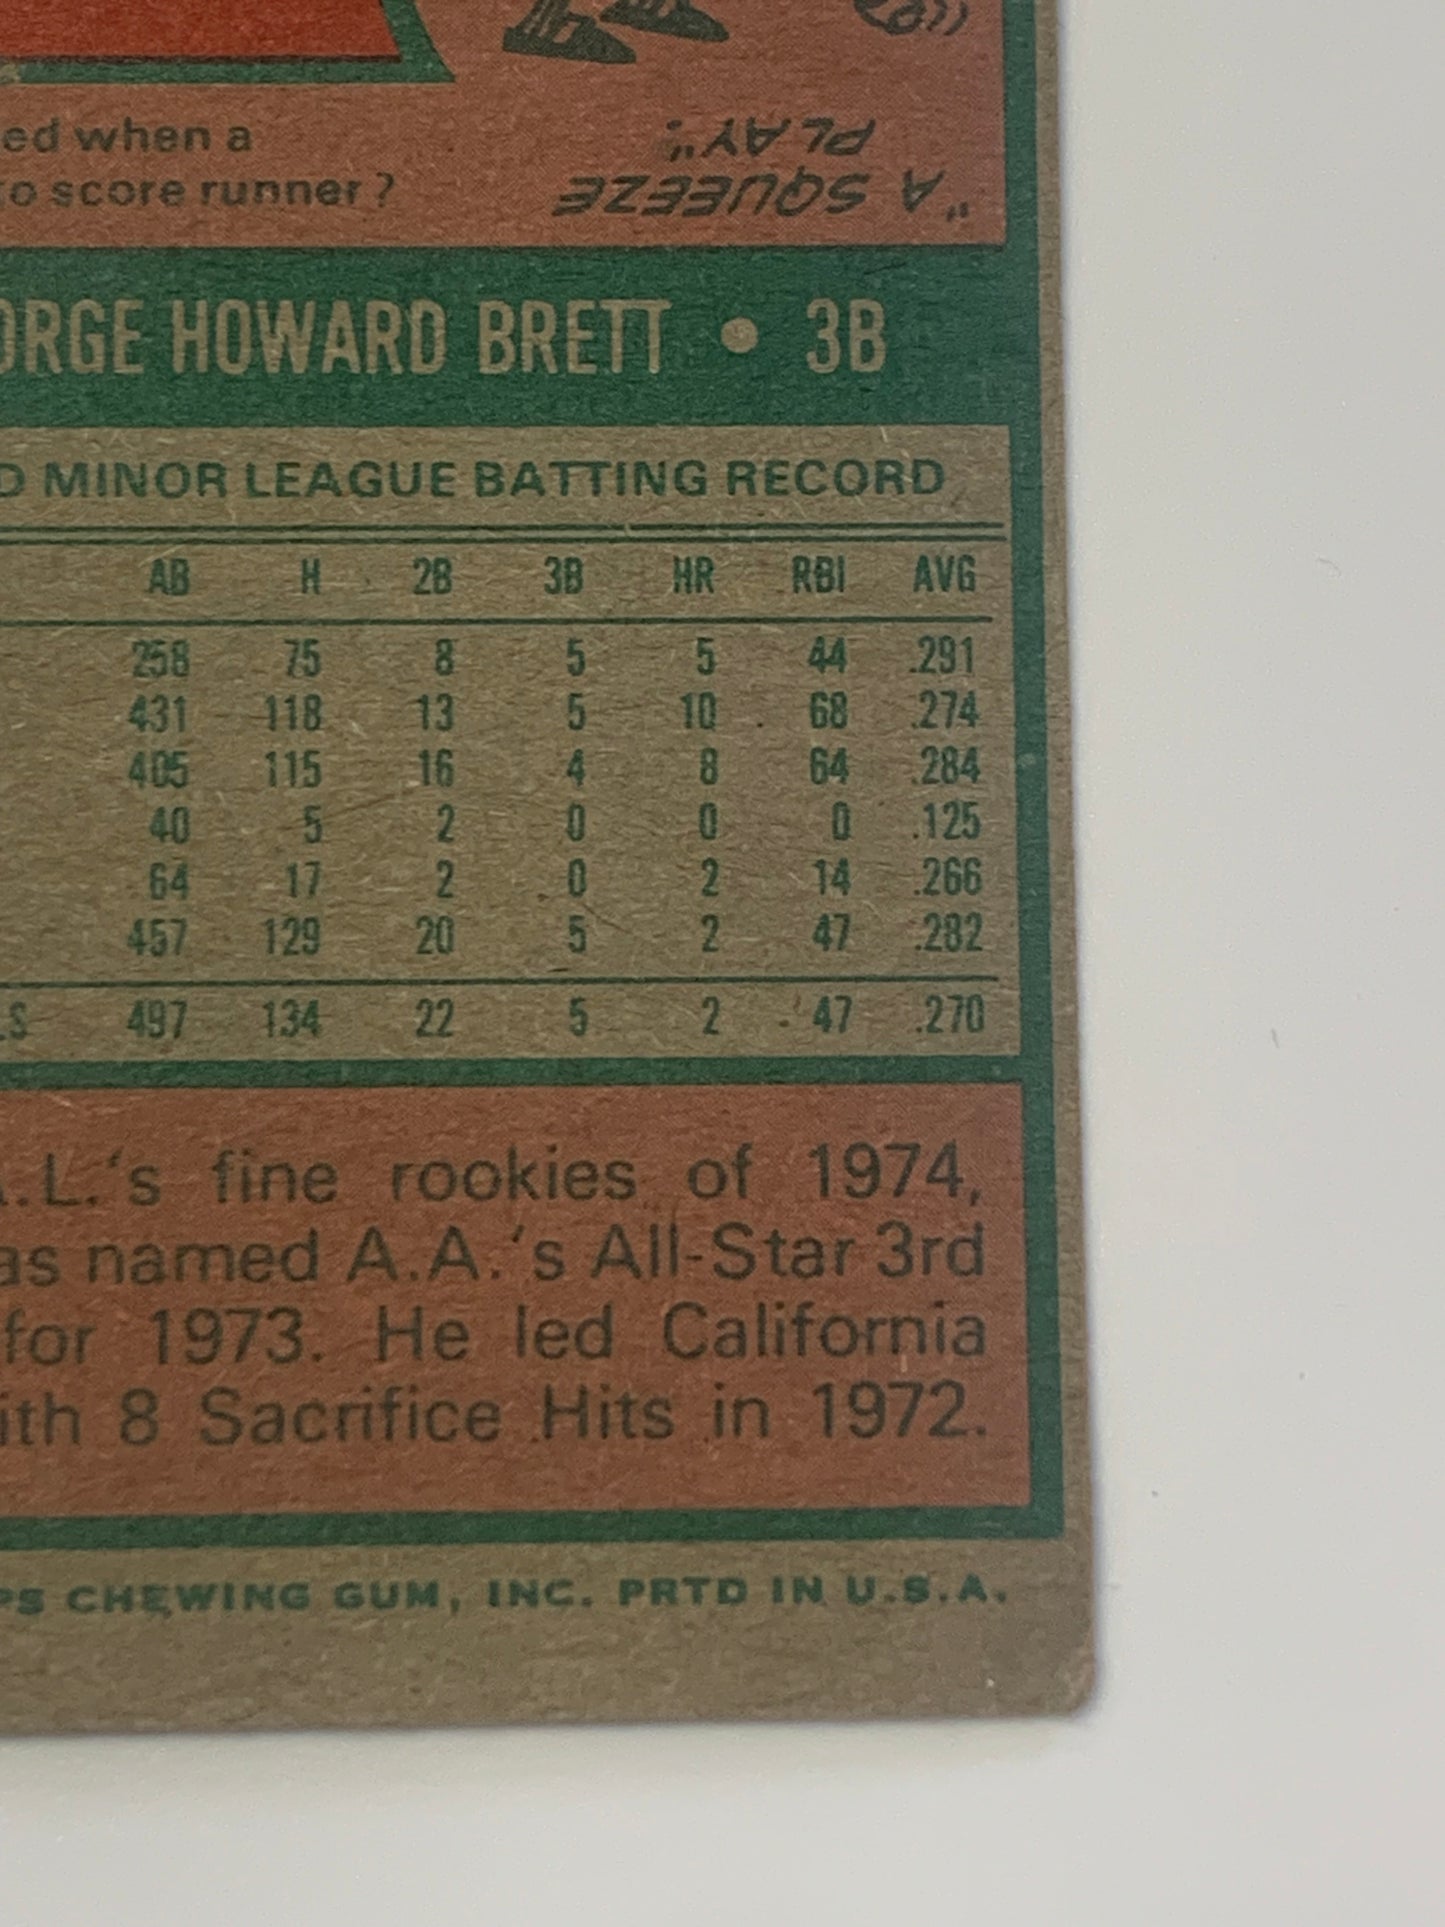 ed when a
to score runner?
"A SQUEEZE
PLAY".
ORGE HOWARD BRETT • 3B
D MINOR LEAGUE BATTING RECORD
AB H 2B 3B HR RBI AVG
258 75 8 5 5 44 .291
431 118 13 5 10 68 .274
405 115 16 4 8 64 .284
40 5 2 0 0 0 .125
64 17 2 0 2 14 .266
457 129 20 5 2 47 .282
LS 497 134 22 5 2 47 .270
A.L.'s fine rookies of 1974,
as named A.A.'s All-Star 3rd
for 1973. He led California
ith 8 Sacrifice Hits in 1972.
PS CHEWING GUM, INC. PRTD IN U.S.A.